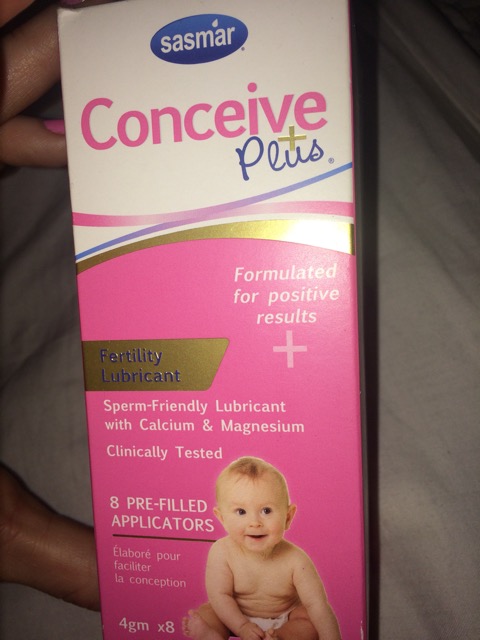 sasmar
Conceive
Plus
Formulated
for positive
results
Fertility
Lubricant
Sperm-Friendly Lubricant
with Calcium & Magnesium
Clinically Tested
8 PRE-FILLED
APPLICATORS
Élaboré pour
faciliter
la conception
4gm x8